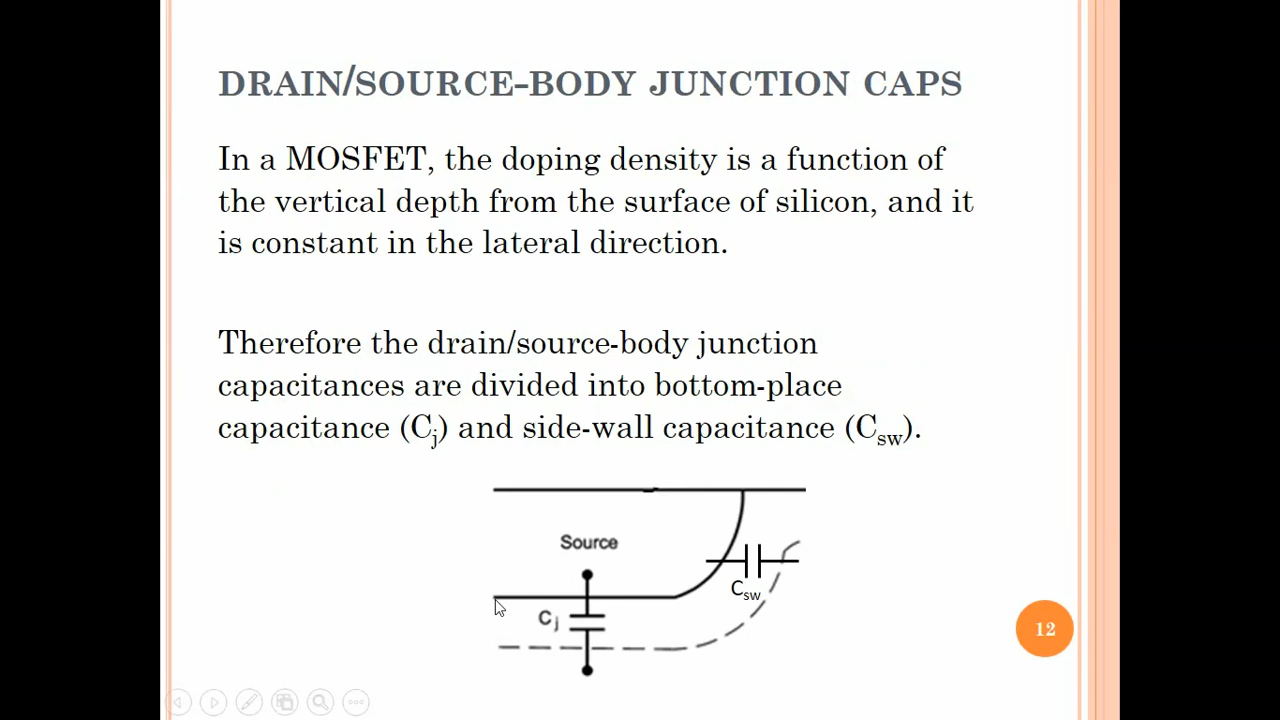 DRAIN/SOURCE-BODY JUNCTION CAPS
In a MOSFET, the doping density is a function of
the vertical depth from the surface of silicon, and it
is constant in the lateral direction.
Therefore the drain/source-body junction
capacitances are divided into bottom-place
capacitance (Cj) and side-wall capacitance (Csw).
Source
Csw
Cj
12